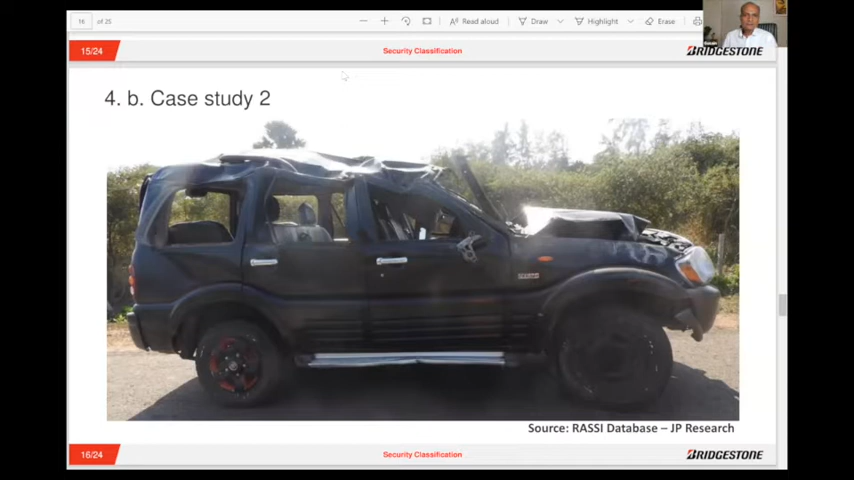 16 of 25
Read aloud
Draw
Highlight
Erase
15/24
Security Classification
BRIDGESTONE
4. b. Case study 2
Source: RASSI Database – JP Research
16/24
Security Classification
BRIDGESTONE